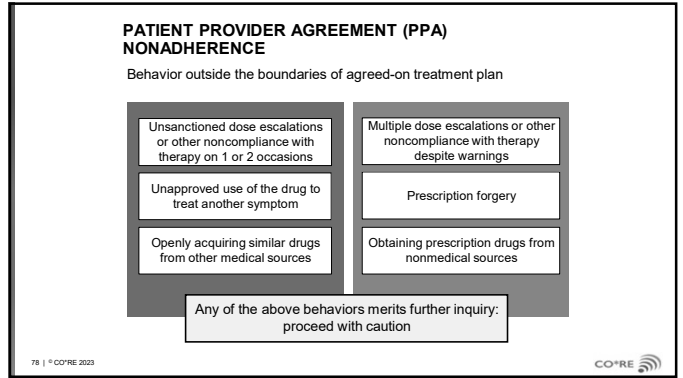 PATIENT PROVIDER AGREEMENT (PPA)
NONADHERENCE
Behavior outside the boundaries of agreed-on treatment plan
Unsanctioned dose escalations
or other noncompliance with
therapy on 1 or 2 occasions
Unapproved use of the drug to
treat another symptom
Openly acquiring similar drugs
from other medical sources
Multiple dose escalations or other
noncompliance with therapy
despite warnings
Prescription forgery
Obtaining prescription drugs from
nonmedical sources
Any of the above behaviors merits further inquiry:
proceed with caution
78 | © CO*RE 2023
CO*RE